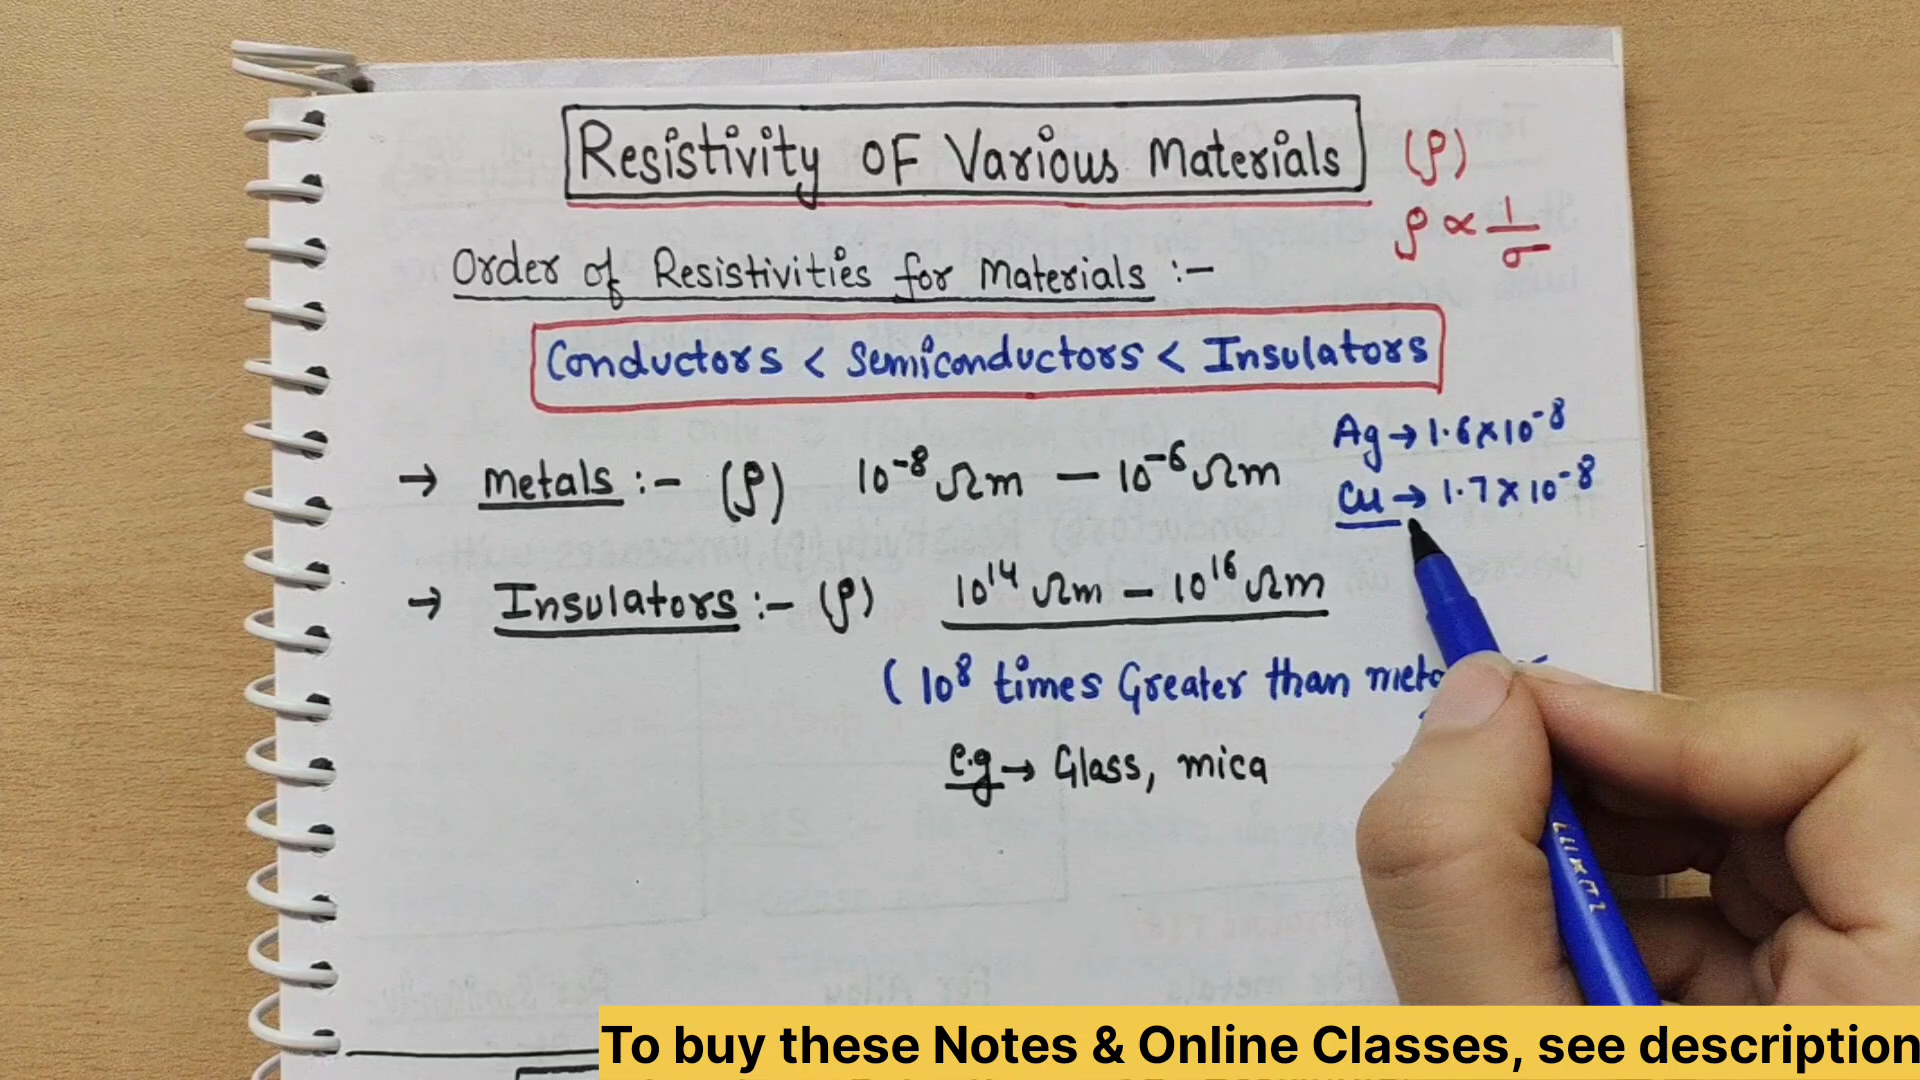 Resistivity OF Various Materials (ρ)
ρ ∝ 1/σ
Order of Resistivities for Materials :-
Conductors < Semiconductors < Insulators
Ag → 1.6×10⁻⁸
→ Metals :- (ρ) 10⁻⁸ Ωm – 10⁻⁶ Ωm
Cu → 1.7×10⁻⁸
→ Insulators :- (ρ) 10¹⁴ Ωm – 10¹⁶ Ωm
( 10⁸ times Greater than
e.g → Glass, mica
To buy these Notes & Online Classes, see description